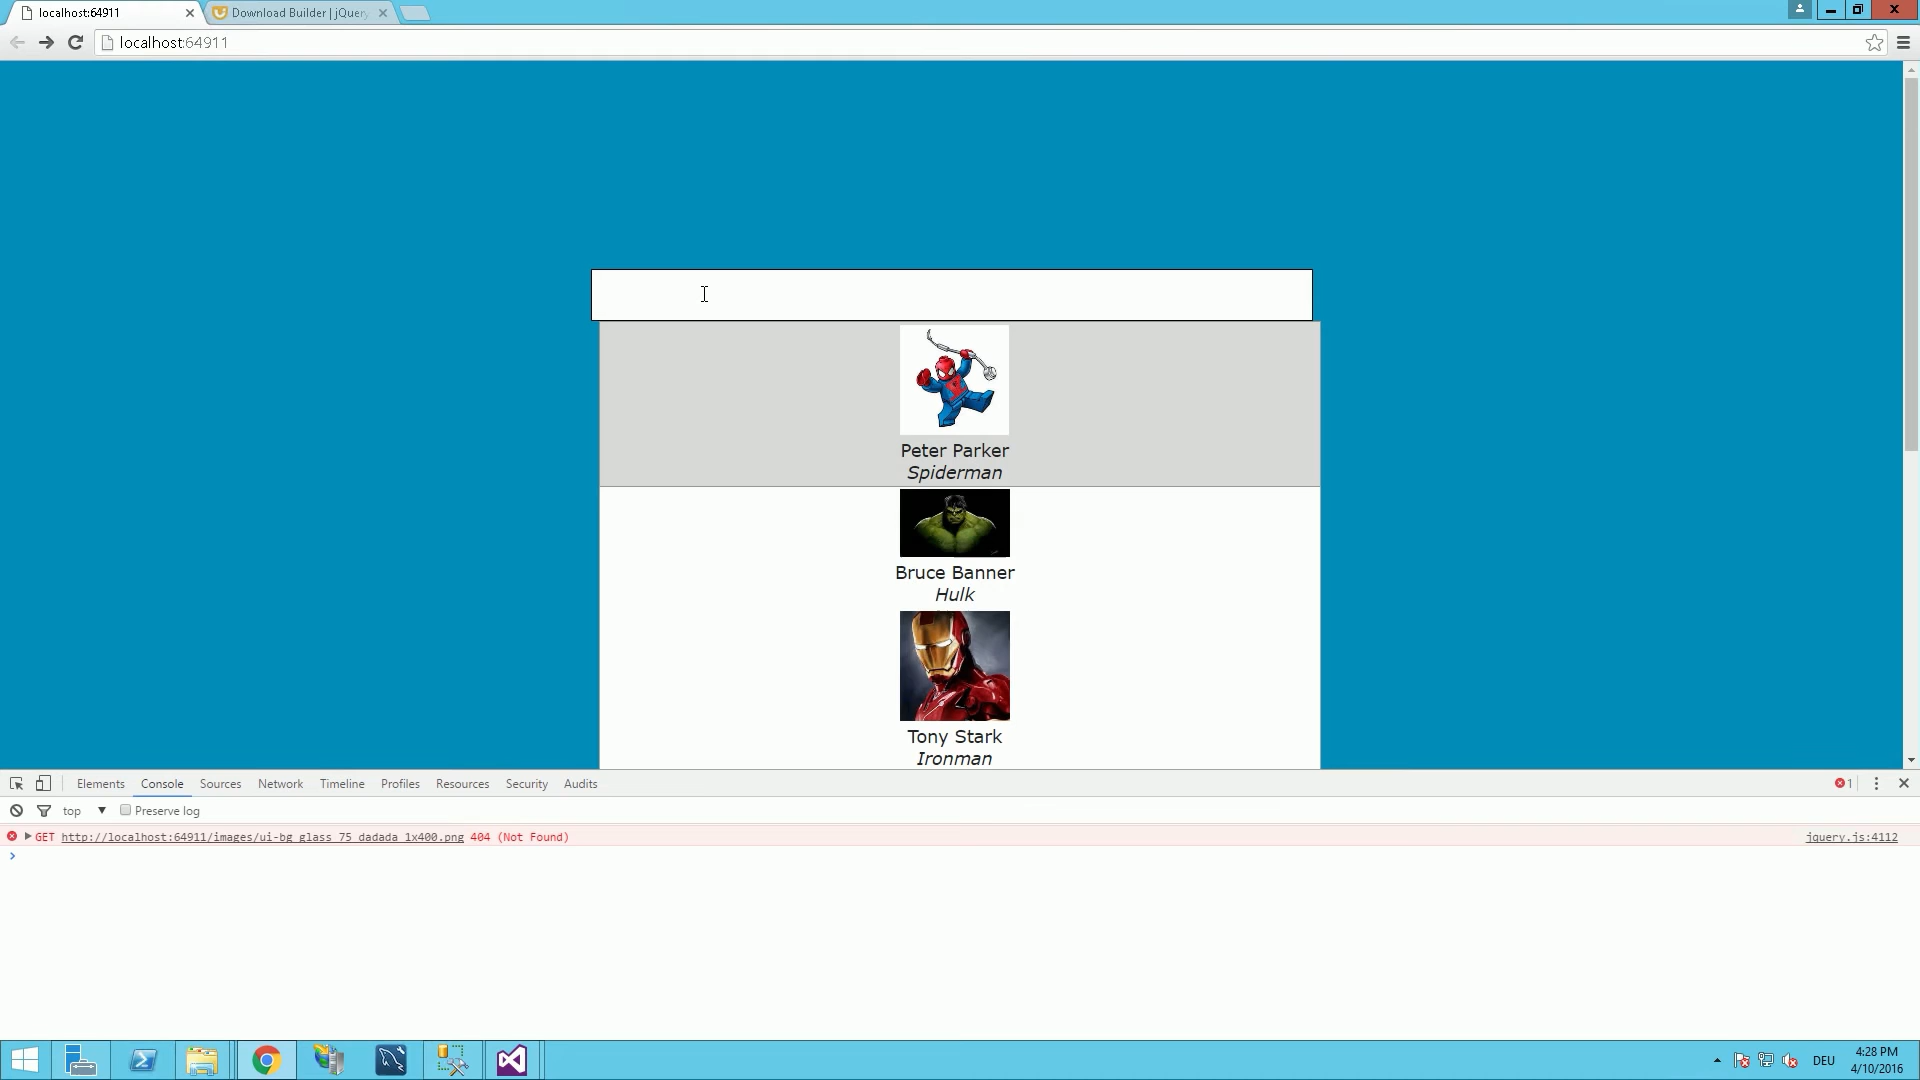 localhost:64911
Download Builder | jQuery
localhost:64911
Peter Parker
Spiderman
Bruce Banner
Hulk
Tony Stark
Ironman
Elements Console Sources Network Timeline Profiles Resources Security Audits 1
top Preserve log
GET http://localhost:64911/images/ui-bg_glass_75_dadada_1x400.png 404 (Not Found) jquery.js:4112
DEU
4:28 PM
4/10/2016